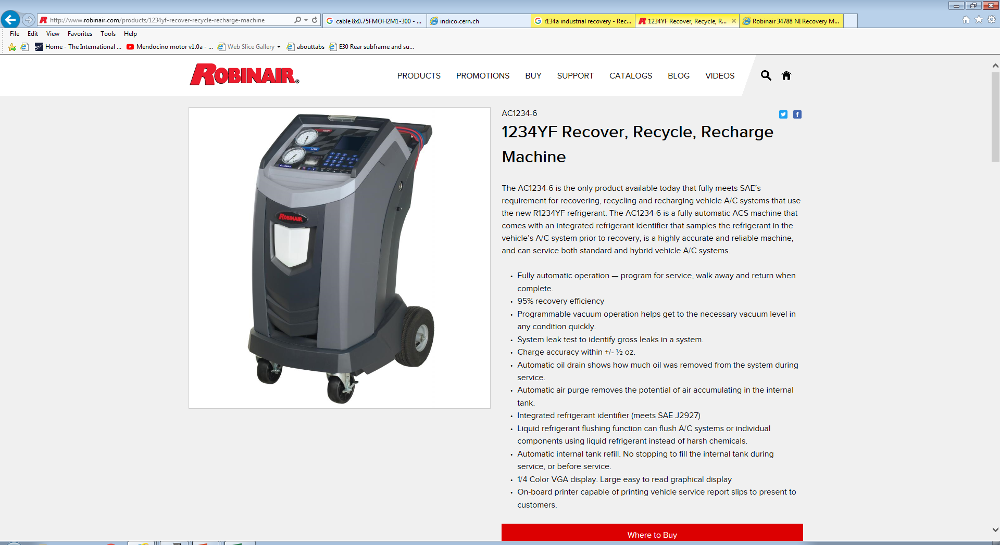 http://www.robinair.com/products/1234yf-recover-recycle-recharge-machine
cable 8x0.75FMOH2M1-300 - ...
indico.cern.ch
r134a industrial recovery - Rec...
1234YF Recover, Recycle, R...
Robinair 34788 NI Recovery M...
File Edit View Favorites Tools Help
Home - The International ... Mendocino motor v1.0a - ... Web Slice Gallery abouttabs E30 Rear subframe and su...
ROBINAIR®
PRODUCTS PROMOTIONS BUY SUPPORT CATALOGS BLOG VIDEOS
HIGH
LOW
AC1234-6
ROBINAIR
AC1234-6
1234YF Recover, Recycle, Recharge
Machine
The AC1234-6 is the only product available today that fully meets SAE’s
requirement for recovering, recycling and recharging vehicle A/C systems that use
the new R1234YF refrigerant. The AC1234-6 is a fully automatic ACS machine that
comes with an integrated refrigerant identifier that samples the refrigerant in the
vehicle’s A/C system prior to recovery, is a highly accurate and reliable machine,
and can service both standard and hybrid vehicle A/C systems.
• Fully automatic operation — program for service, walk away and return when
complete.
• 95% recovery efficiency
• Programmable vacuum operation helps get to the necessary vacuum level in
any condition quickly.
• System leak test to identify gross leaks in a system.
• Charge accuracy within +/- ½ oz.
• Automatic oil drain shows how much oil was removed from the system during
service.
• Automatic air purge removes the potential of air accumulating in the internal
tank.
• Integrated refrigerant identifier (meets SAE J2927)
• Liquid refrigerant flushing function can flush A/C systems or individual
components using liquid refrigerant instead of harsh chemicals.
• Automatic internal tank refill. No stopping to fill the internal tank during
service, or before service.
• 1/4 Color VGA display. Large easy to read graphical display
• On-board printer capable of printing vehicle service report slips to present to
customers.
Where to Buy